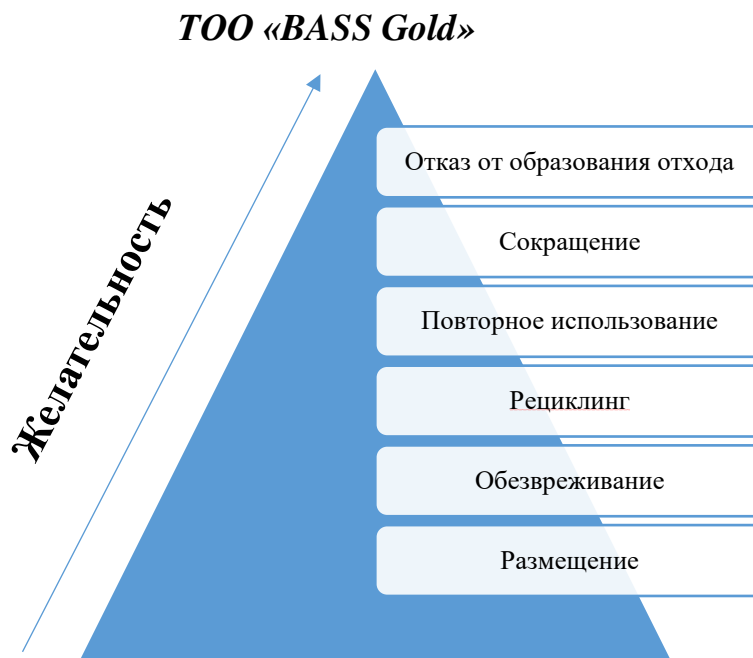 ТОО «BASS Gold»
Желательность
Отказ от образования отхода
Сокращение
Повторное использование
Рециклинг
Обезвреживание
Размещение